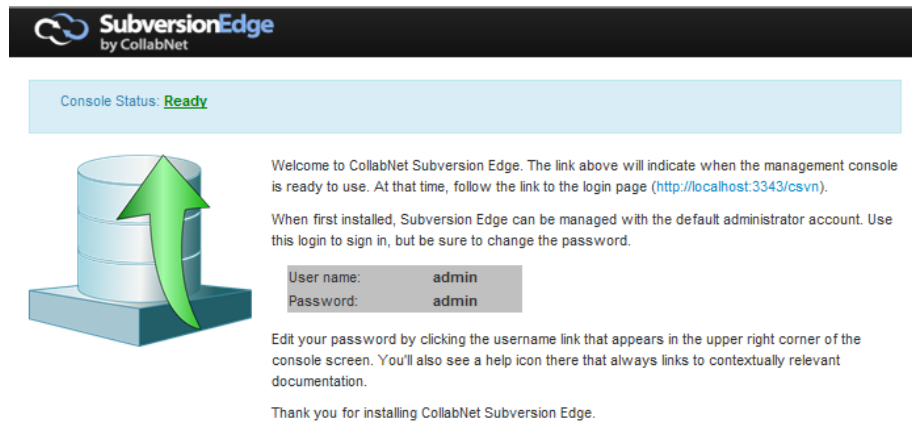 SubversionEdge
by CollabNet
Console Status: Ready
Welcome to CollabNet Subversion Edge. The link above will indicate when the management console
is ready to use. At that time, follow the link to the login page (http://localhost:3343/csvn).
When first installed, Subversion Edge can be managed with the default administrator account. Use
this login to sign in, but be sure to change the password.
User name: admin
Password: admin
Edit your password by clicking the username link that appears in the upper right corner of the
console screen. You'll also see a help icon there that always links to contextually relevant
documentation.
Thank you for installing CollabNet Subversion Edge.